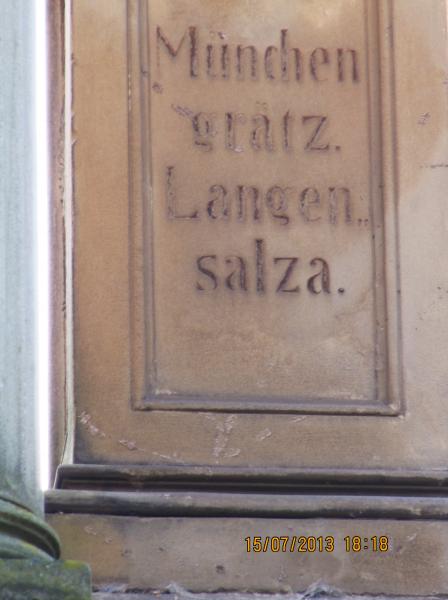 München
grätz.
Langen„
salza.
15/07/2013 18:18